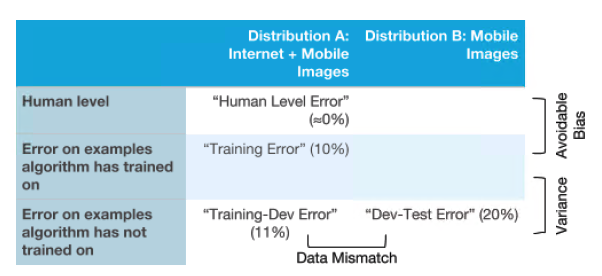 Distribution A: Internet + Mobile Images
Distribution B: Mobile Images
Human level
“Human Level Error” (≈0%)
Error on examples algorithm has trained on
“Training Error” (10%)
Error on examples algorithm has not trained on
“Training-Dev Error” (11%)
“Dev-Test Error” (20%)
Data Mismatch
Avoidable Bias
Variance